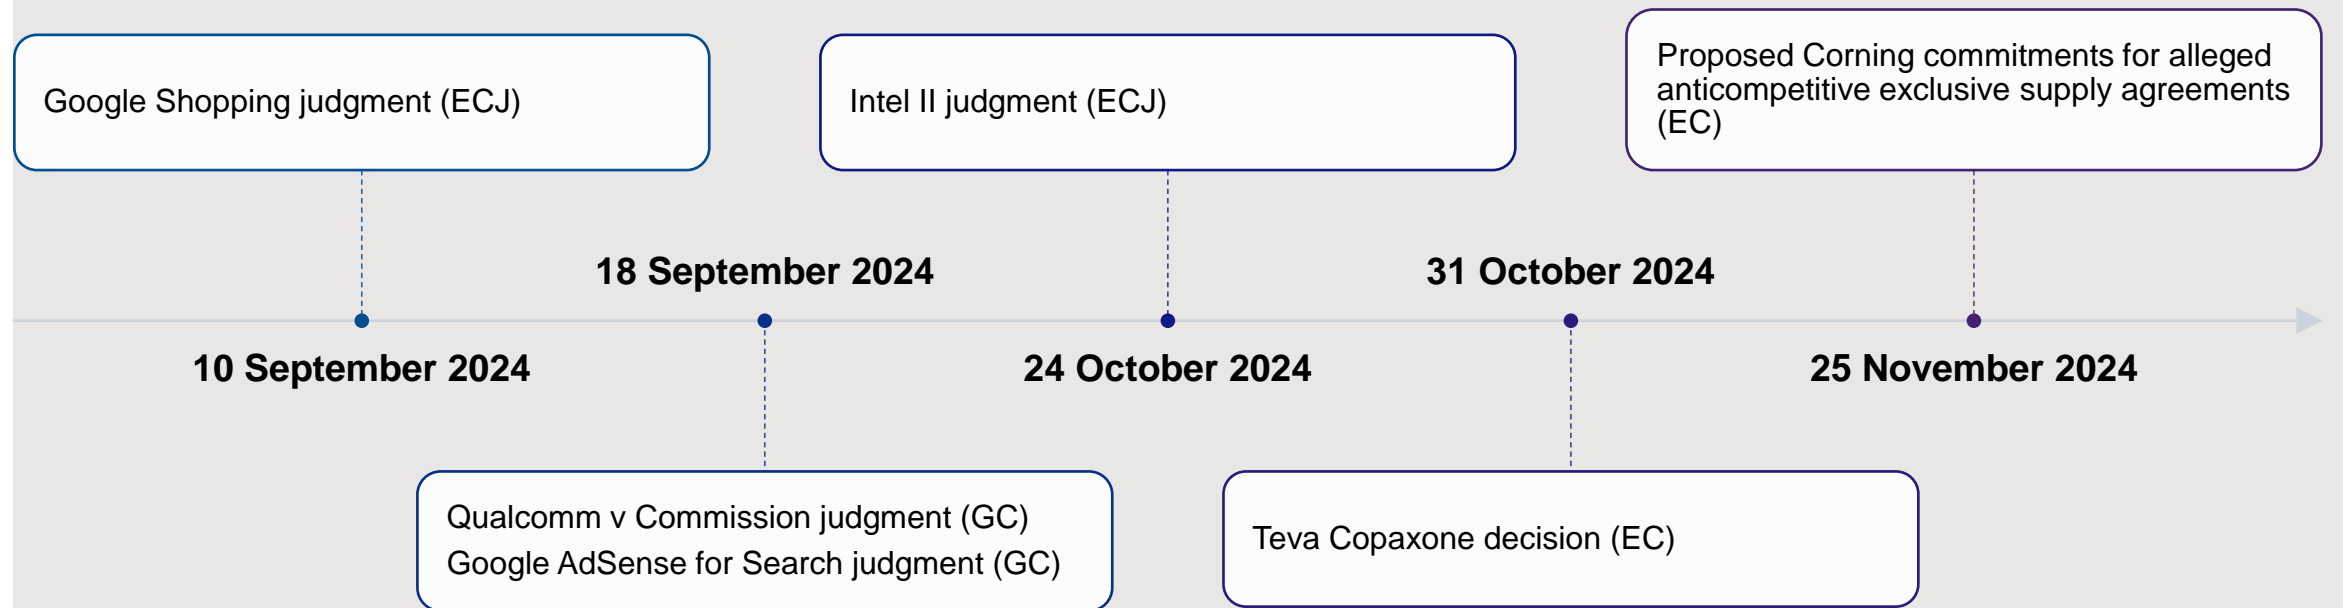 Google Shopping judgment (ECJ)
Intel II judgment (ECJ)
Proposed Corning commitments for alleged
anticompetitive exclusive supply agreements
(EC)
18 September 2024
31 October 2024
10 September 2024
24 October 2024
25 November 2024
Qualcomm v Commission judgment (GC)
Google AdSense for Search judgment (GC)
Teva Copaxone decision (EC)